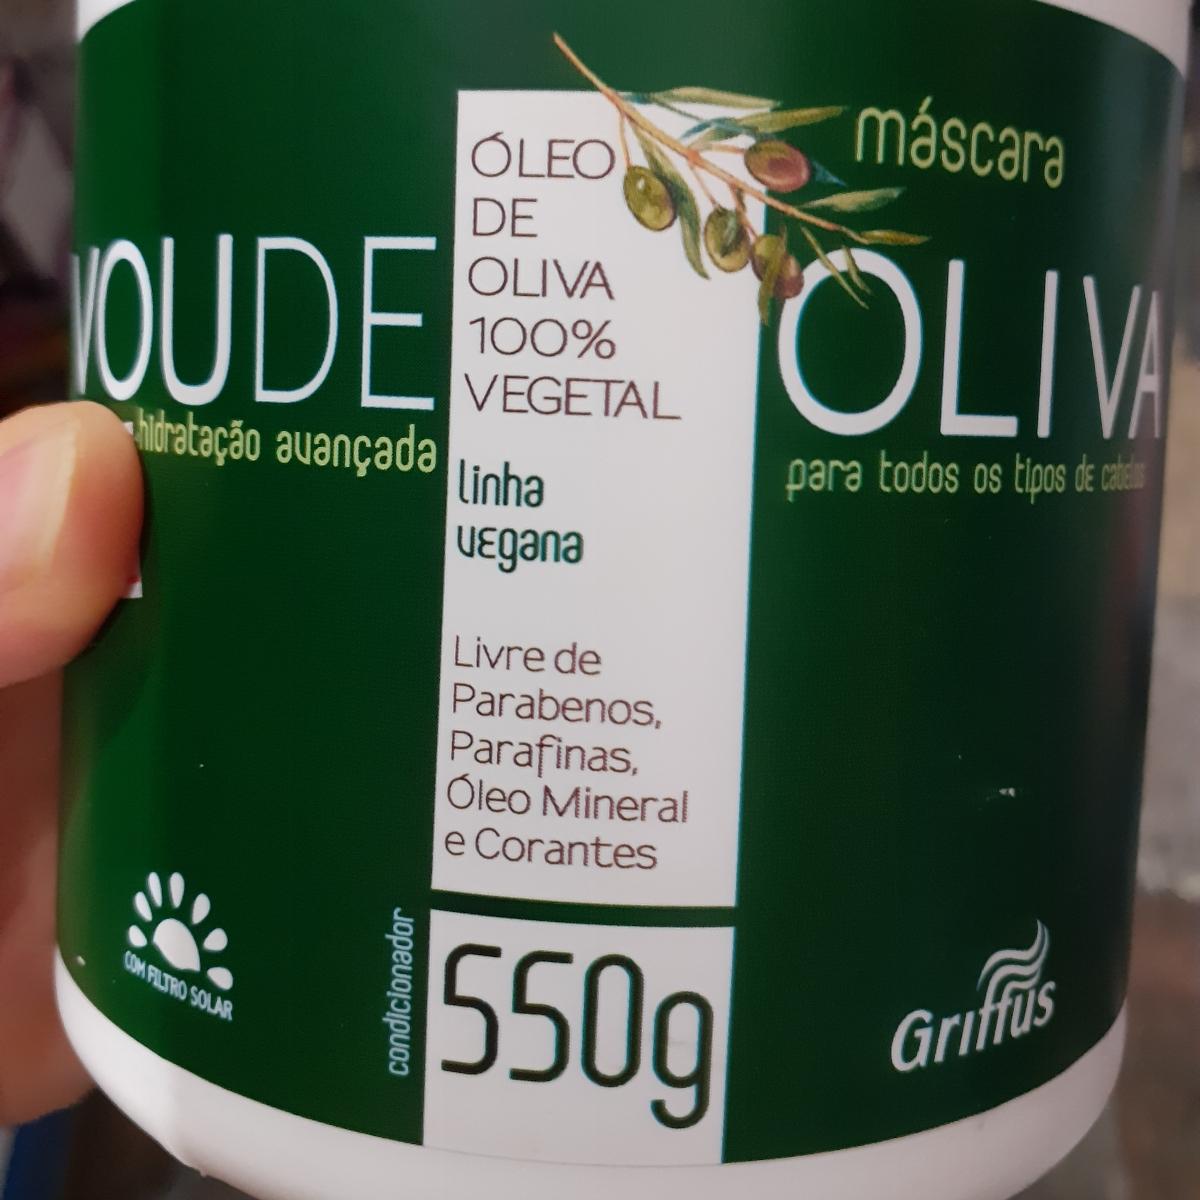 máscara
VOUDE
OLIVA
hidratação avançada
para todos os tipos de cabelos
ÓLEO
DE
OLIVA
100%
VEGETAL
linha
vegana
Livre de
Parabenos,
Parafinas,
Óleo Mineral
e Corantes
COM FILTRO SOLAR
condicionador
550g
Griffus